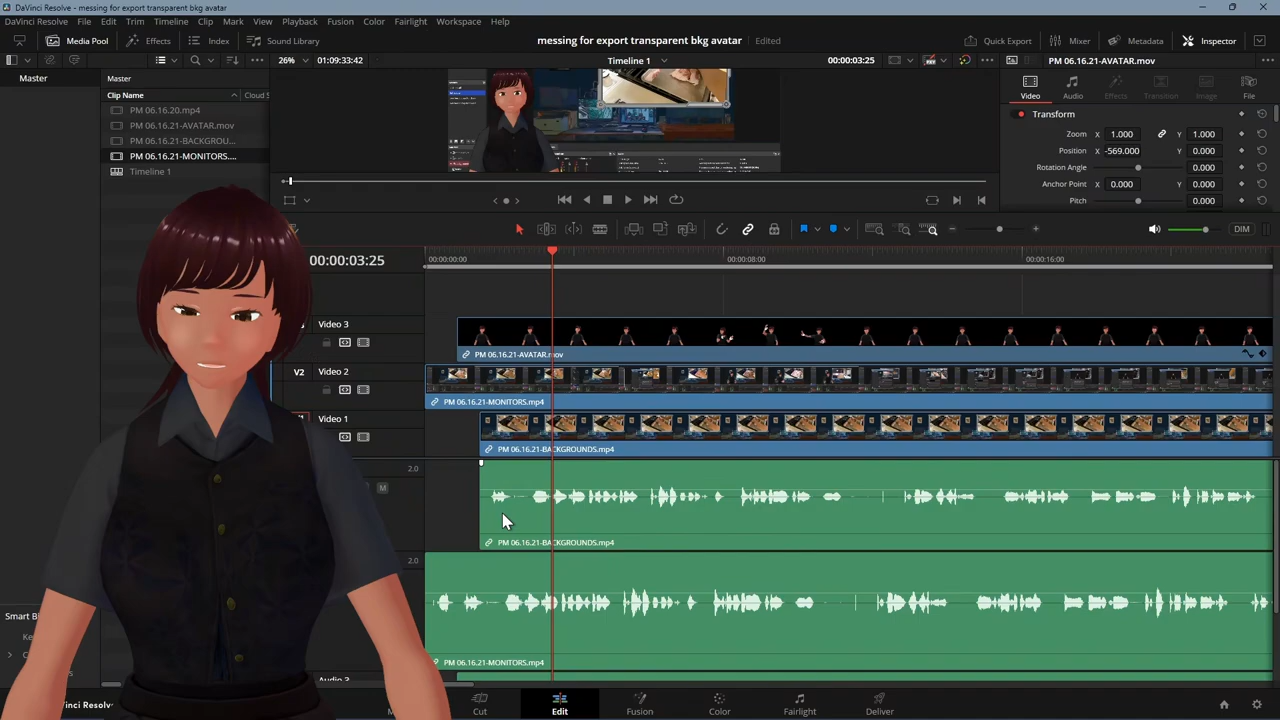 DaVinci Resolve - messing for export transparent bkg avatar
DaVinci Resolve File Edit Trim Timeline Clip Mark View Playback Fusion Color Fairlight Workspace Help
Media Pool Effects Index Sound Library messing for export transparent bkg avatar Edited Quick Export Mixer Metadata Inspector
26% 01:09:33:42 Timeline 1 00:00:03:25 PM 06.16.21-AVATAR.mov
Master Master
Clip Name Cloud S
PM 06.16.20.mp4
PM 06.16.21-AVATAR.mov
PM 06.16.21-BACKGROU...
PM 06.16.21-MONITORS....
Timeline 1
Video Audio Effects Transition Image File
Transform
Zoom X 1.000 Y 1.000
Position X -569.000 Y 0.000
Rotation Angle 0.000
Anchor Point X 0.000 Y 0.000
Pitch 0.000
DIM
00:00:03:25 00:00:00:00 00:00:08:00 00:00:16:00
Video 3
PM 06.16.21-AVATAR.mov
V2 Video 2
PM 06.16.21-MONITORS.mp4
Video 1
PM 06.16.21-BACKGROUNDS.mp4
2.0
M
PM 06.16.21-BACKGROUNDS.mp4
2.0
PM 06.16.21-MONITORS.mp4
Smart B
Ke
C
Audio 3
Vinci Resolv
Cut Edit Fusion Color Fairlight Deliver